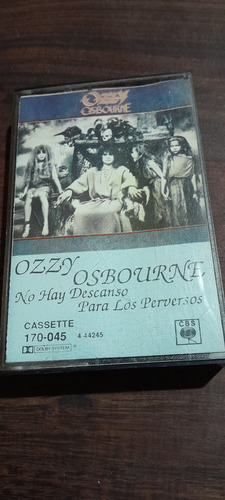 OZZY
OSBOURNE
OZZY
OSBOURNE
No Hay Descanso
Para Los Perversos
CASSETTE
170-045 4-44245
DOLBY SYSTEM
CBS